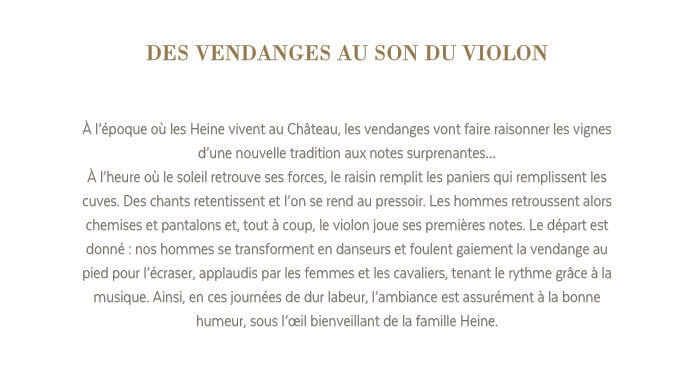 DES VENDANGES AU SON DU VIOLON
À l'époque où les Heine vivent au Château, les vendanges vont faire raisonner les vignes
d'une nouvelle tradition aux notes surprenantes...
À l'heure où le soleil retrouve ses forces, le raisin remplit les paniers qui remplissent les
cuves. Des chants retentissent et l'on se rend au pressoir. Les hommes retroussent alors
chemises et pantalons et, tout à coup, le violon joue ses premières notes. Le départ est
donné : nos hommes se transforment en danseurs et foulent gaiement la vendange au
pied pour l'écraser, applaudis par les femmes et les cavaliers, tenant le rythme grâce à la
musique. Ainsi, en ces journées de dur labeur, l'ambiance est assurément à la bonne
humeur, sous l'œil bienveillant de la famille Heine.